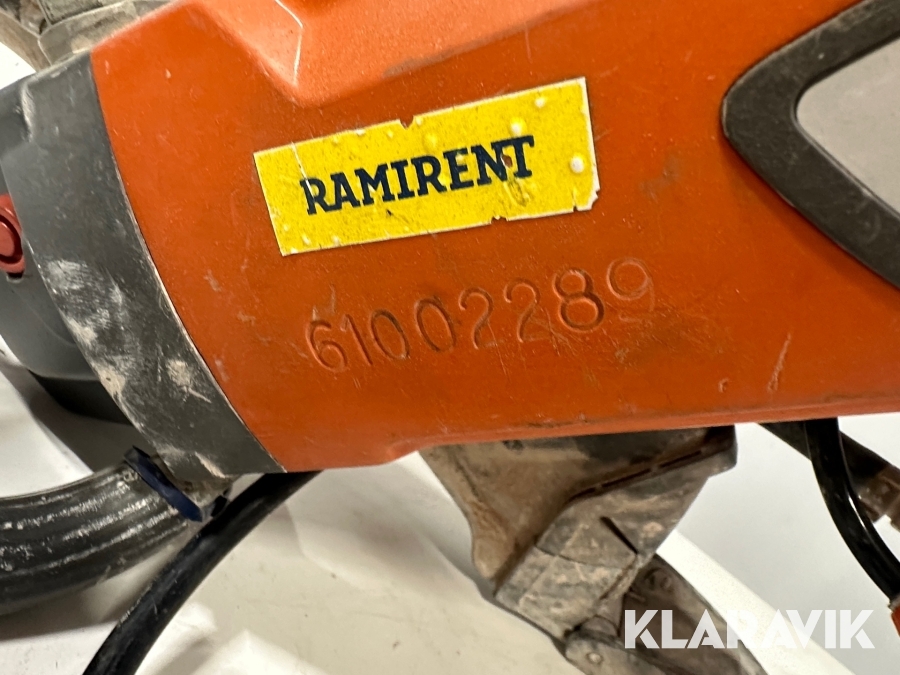 RAMIRENT
61002289
KLARAVIK